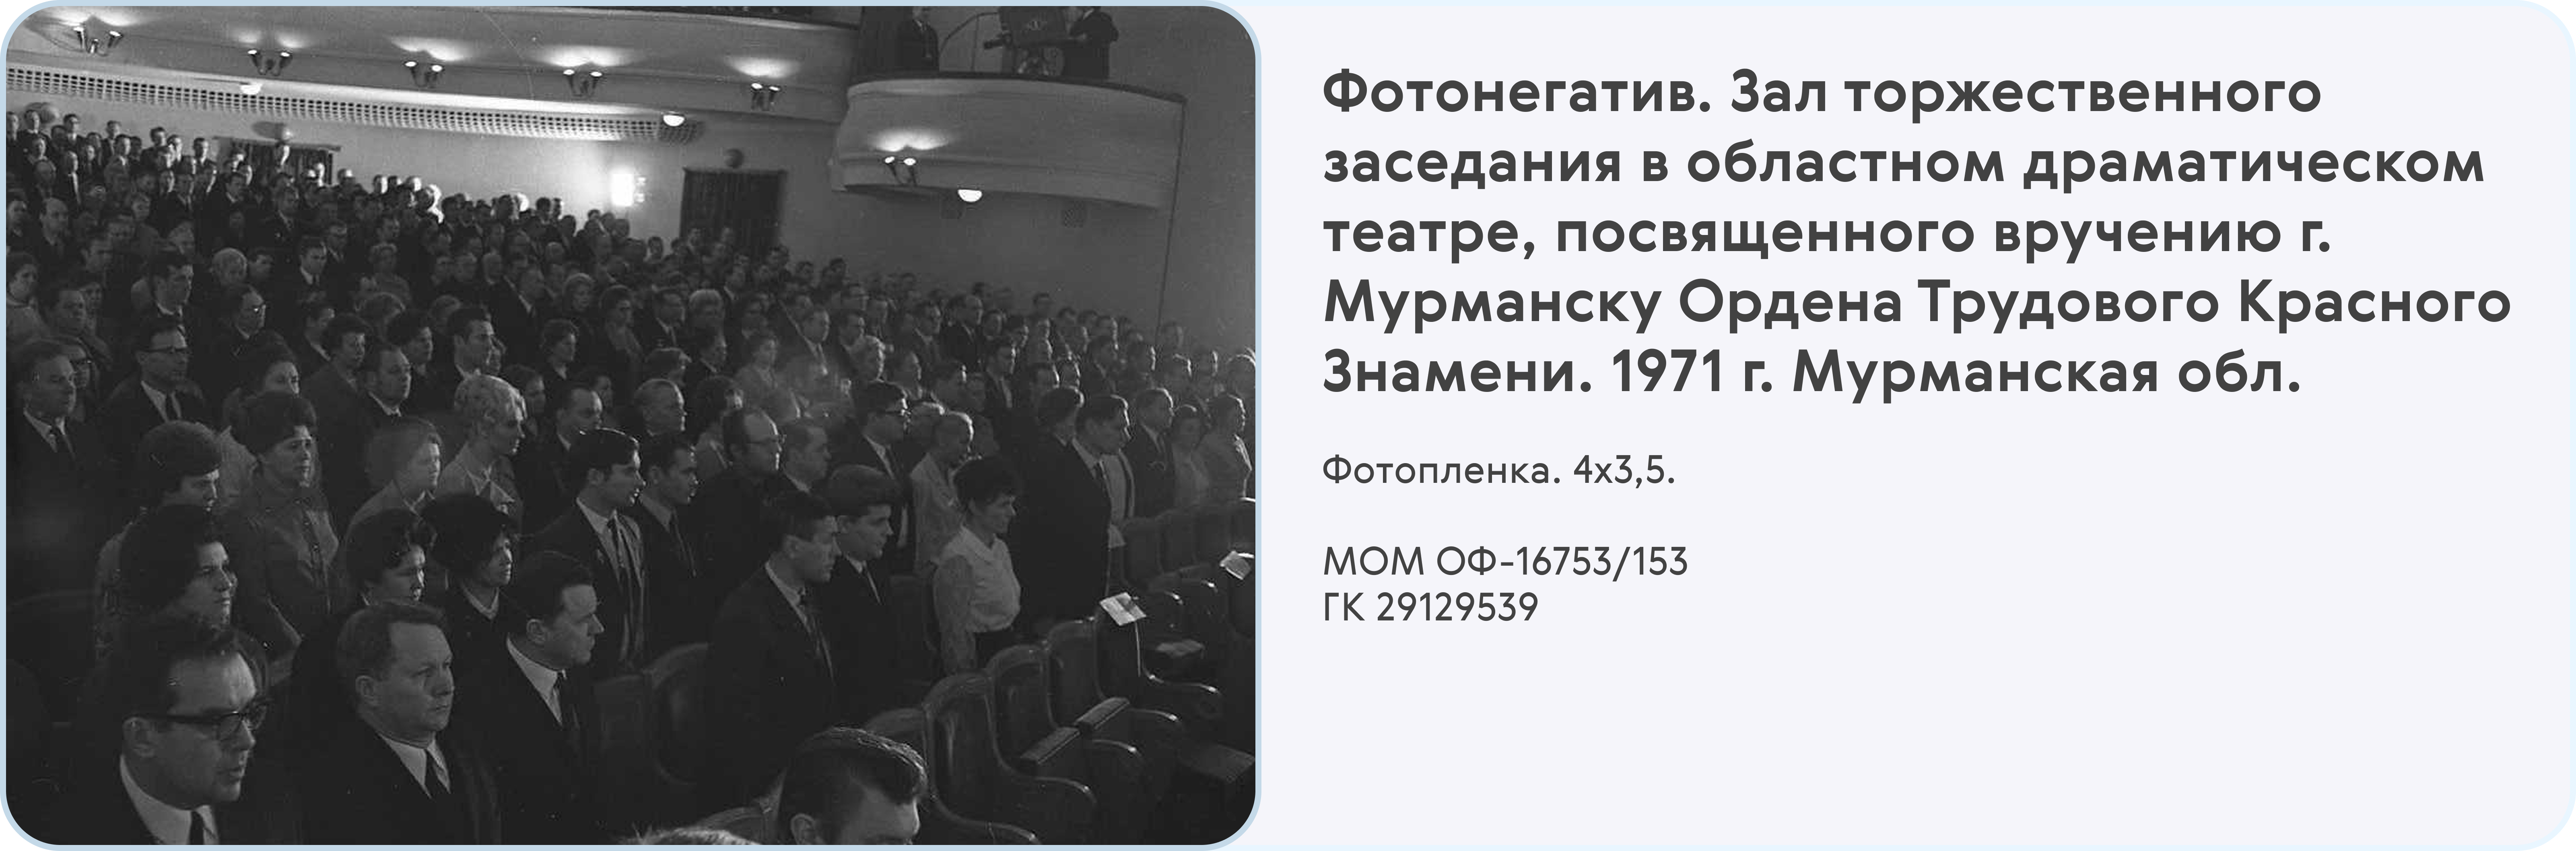 Фотонегатив. Зал торжественного
заседания в областном драматическом
театре, посвященного вручению г.
Мурманску Ордена Трудового Красного
Знамени. 1971 г. Мурманская обл.
Фотопленка. 4х3,5.
МОМ ОФ-16753/153
ГК 29129539